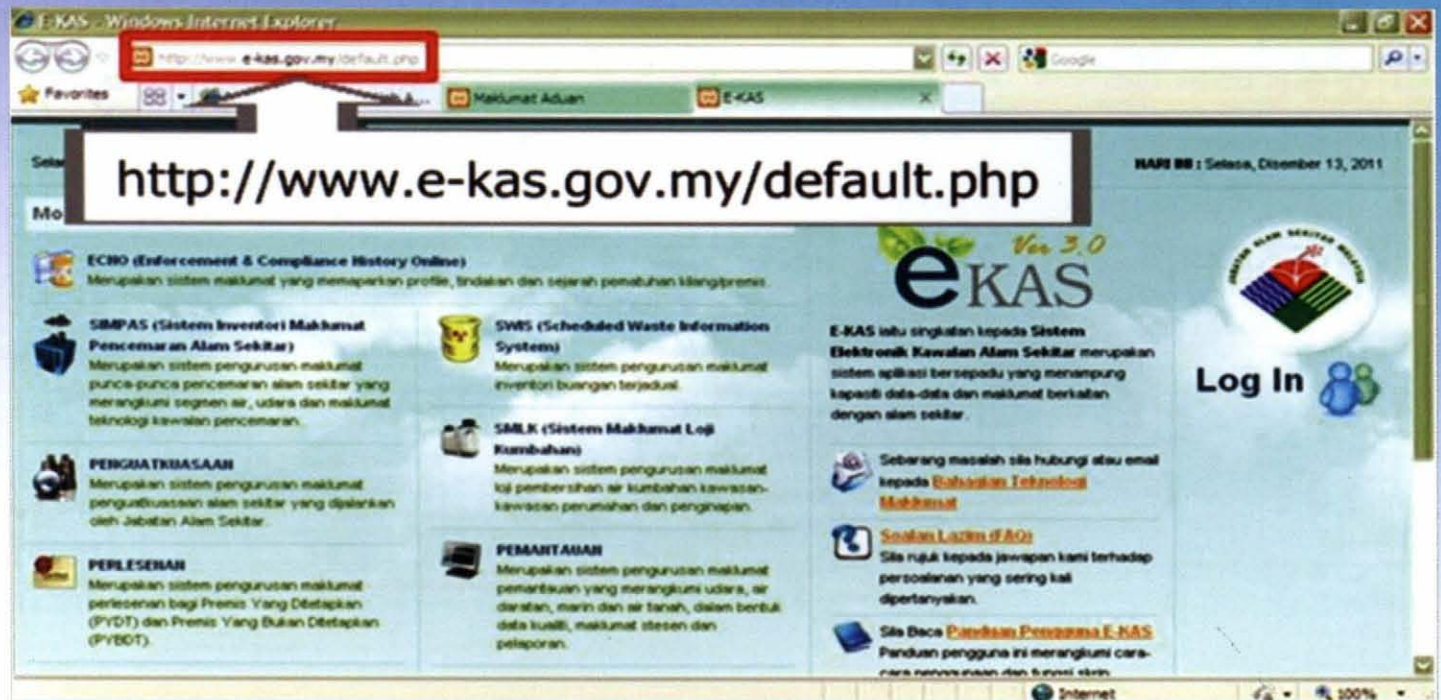 E-KAS - Windows Internet Explorer
http://www.e-kas.gov.my/default.php
Google
Favorites
Maklumat Aduan
E-KAS
http://www.e-kas.gov.my/default.php
HARI INI : Selasa, Disember 13, 2011
ECHO (Enforcement & Compliance History Online)
Merupakan sistem maklumat yang memaparkan profile, tindakan dan sejarah pematuhan kilang/premis.
SIMPAS (Sistem Inventori Maklumat
Pencemaran Alam Sekitar)
Merupakan sistem pengurusan maklumat
punca-punca pencemaran alam sekitar yang
merangkumi segmen air, udara dan maklumat
teknologi kawalan pencemaran.
PENGUATKUASAAN
Merupakan sistem pengurusan maklumat
penguatkuasaan alam sekitar yang dijalankan
oleh Jabatan Alam Sekitar.
PERLESENAN
Merupakan sistem pengurusan maklumat
perlesenan bagi Premis Yang Ditetapkan
(PYDT) dan Premis Yang Bukan Ditetapkan
(PYBDT).
SWIS (Scheduled Waste Information
System)
Merupakan sistem pengurusan maklumat
inventori buangan terjadual.
SMLK (Sistem Maklumat Loji
Kumbahan)
Merupakan sistem pengurusan maklumat
loji pembersihan air kumbahan kawasan-
kawasan perumahan dan penginapan.
PEMANTAUAN
Merupakan sistem pengurusan maklumat
pemantauan yang merangkumi udara, air
daratan, marin dan air tanah, dalam bentuk
data kualiti, maklumat stesen dan
pelaporan.
Ver 3.0
eKAS
E-KAS iaitu singkatan kepada Sistem
Elektronik Kawalan Alam Sekitar merupakan
sistem aplikasi bersepadu yang menampung
kapasiti data-data dan maklumat berkaitan
dengan alam sekitar.
Sebarang masalah sila hubungi atau email
kepada Bahagian Teknologi
Maklumat
Soalan Lazim (FAQ)
Sila rujuk kepada jawapan kami terhadap
persoalanan yang sering kali
dipertanyakan.
Sila Baca Panduan Pengguna E-KAS
Panduan pengguna ini merangkumi cara-
cara penggunaan dan fungsi skrin
JABATAN ALAM SEKITAR MALAYSIA
Log In
Internet
100%